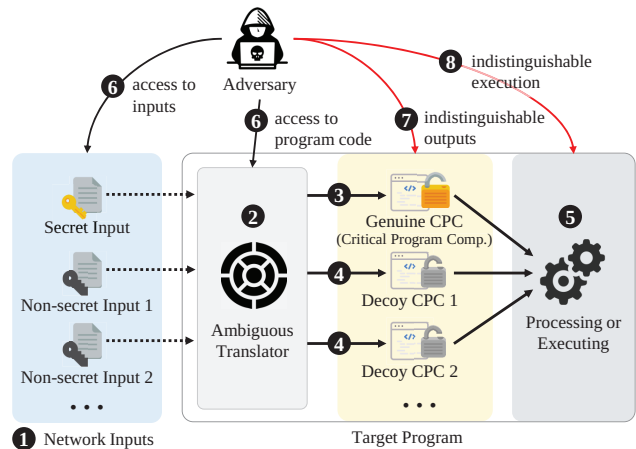 Adversary
8 indistinguishable
execution
6 access to
inputs
6 access to
program code
7 indistinguishable
outputs
Secret Input
2
3
</>
Genuine CPC
(Critical Program Comp.)
5
Non-secret Input 1
4
</>
Decoy CPC 1
Ambiguous
Translator
Processing or
Executing
Non-secret Input 2
4
</>
Decoy CPC 2
1 Network Inputs
Target Program